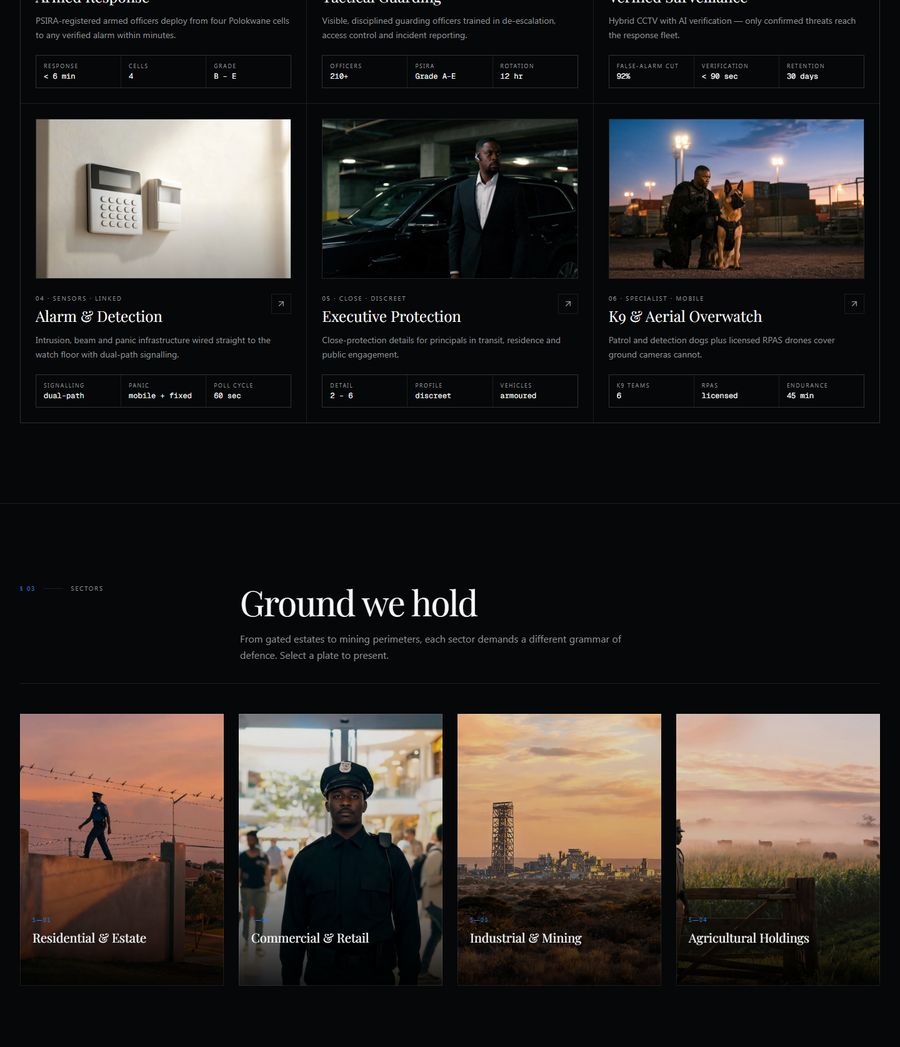 PSIRA-registered armed officers deploy from four Polokwane cells
to any verified alarm within minutes.
RESPONSE
< 6 min
CELLS
4
GRADE
B – E
Visible, disciplined guarding officers trained in de-escalation,
access control and incident reporting.
OFFICERS
210+
PSIRA
Grade A–E
ROTATION
12 hr
Hybrid CCTV with AI verification — only confirmed threats reach
the response fleet.
FALSE-ALARM CUT
92%
VERIFICATION
< 90 sec
RETENTION
30 days
04 · SENSORS · LINKED
Alarm & Detection
Intrusion, beam and panic infrastructure wired straight to the
watch floor with dual-path signalling.
SIGNALLING
dual-path
PANIC
mobile + fixed
POLL CYCLE
60 sec
05 · CLOSE · DISCREET
Executive Protection
Close-protection details for principals in transit, residence and
public engagement.
DETAIL
2 – 6
PROFILE
discreet
VEHICLES
armoured
06 · SPECIALIST · MOBILE
K9 & Aerial Overwatch
Patrol and detection dogs plus licensed RPAS drones cover
ground cameras cannot.
K9 TEAMS
6
RPAS
licensed
ENDURANCE
45 min
§ 03
SECTORS
Ground we hold
From gated estates to mining perimeters, each sector demands a different grammar of
defence. Select a plate to present.
S—01
Residential & Estate
Commercial & Retail
S—03
Industrial & Mining
S—04
Agricultural Holdings